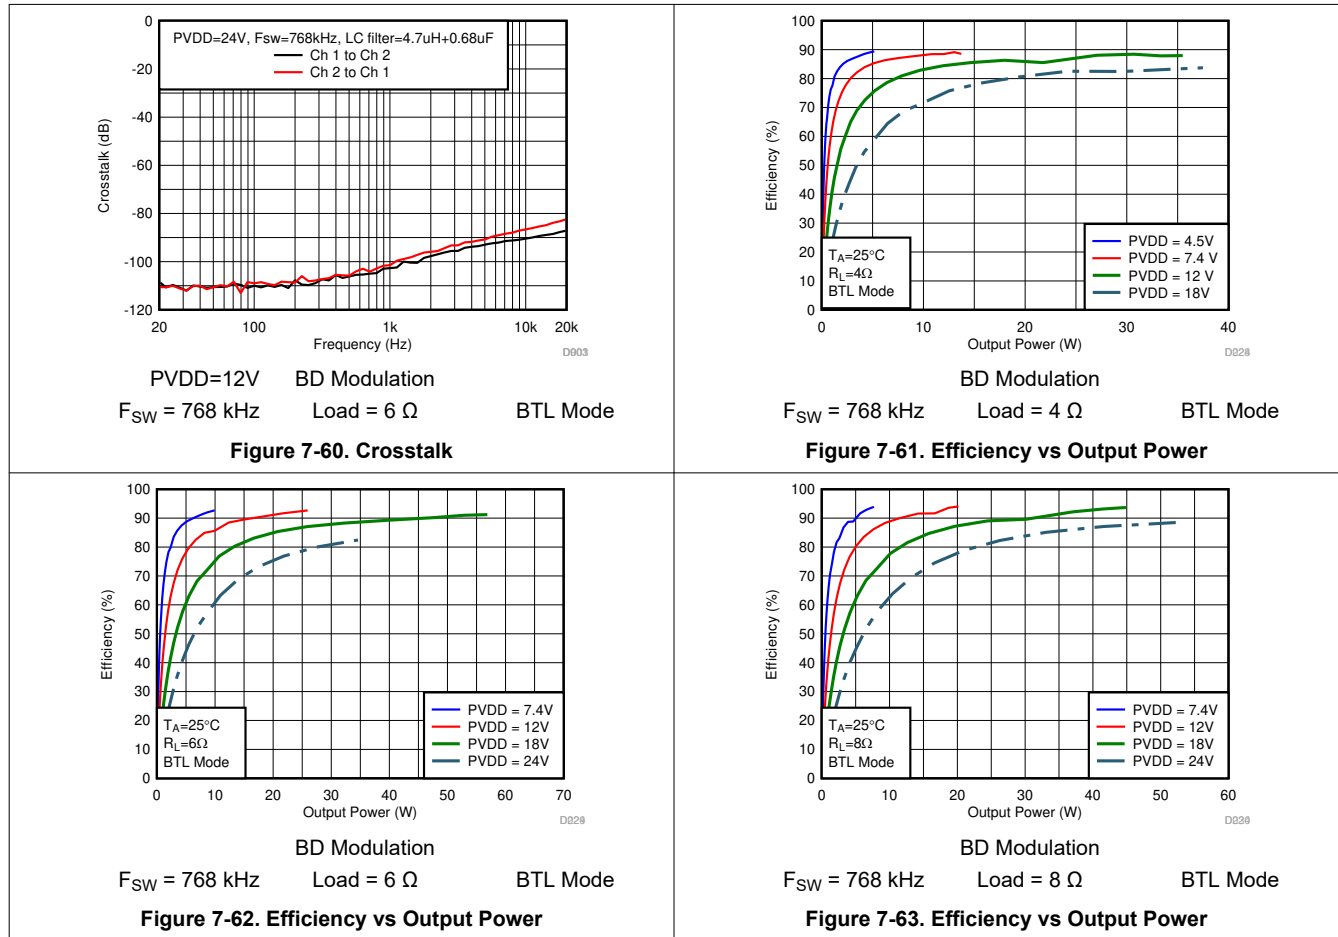 0
-20
-40
-60
-80
-100
-120
Crosstalk (dB)
PVDD=24V, Fsw=768kHz, LC filter=4.7uH+0.68uF
Ch 1 to Ch 2
Ch 2 to Ch 1
20 100 1k 10k 20k
Frequency (Hz)
PVDD=12V BD Modulation
FSW = 768 kHz Load = 6 Ω BTL Mode
Figure 7-60. Crosstalk
100
90
80
70
60
50
40
30
20
10
0
Efficiency (%)
TA=25°C
RL=4Ω
BTL Mode
PVDD = 4.5V
PVDD = 7.4 V
PVDD = 12 V
PVDD = 18V
0 10 20 30 40
Output Power (W)
BD Modulation
FSW = 768 kHz Load = 4 Ω BTL Mode
Figure 7-61. Efficiency vs Output Power
100
90
80
70
60
50
40
30
20
10
0
Efficiency (%)
TA=25°C
RL=6Ω
BTL Mode
PVDD = 7.4V
PVDD = 12V
PVDD = 18V
PVDD = 24V
0 10 20 30 40 50 60 70
Output Power (W)
BD Modulation
FSW = 768 kHz Load = 6 Ω BTL Mode
Figure 7-62. Efficiency vs Output Power
100
90
80
70
60
50
40
30
20
10
0
Efficiency (%)
TA=25°C
RL=8Ω
BTL Mode
PVDD = 7.4V
PVDD = 12V
PVDD = 18V
PVDD = 24V
0 10 20 30 40 50 60
Output Power (W)
BD Modulation
FSW = 768 kHz Load = 8 Ω BTL Mode
Figure 7-63. Efficiency vs Output Power